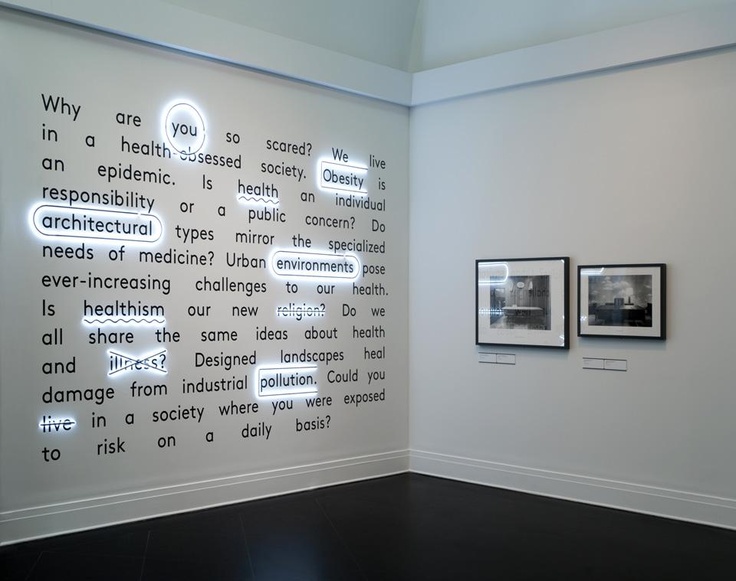 Why are you so scared? We live
in a health-obsessed society. Obesity is
an epidemic. Is health an individual
responsibility or a public concern? Do
architectural types mirror the specialized
needs of medicine? Urban environments pose
ever-increasing challenges to our health.
Is healthism our new religion? Do we
all share the same ideas about health
and illness? Designed landscapes heal
damage from industrial pollution. Could you
live in a society where you were exposed
to risk on a daily basis?